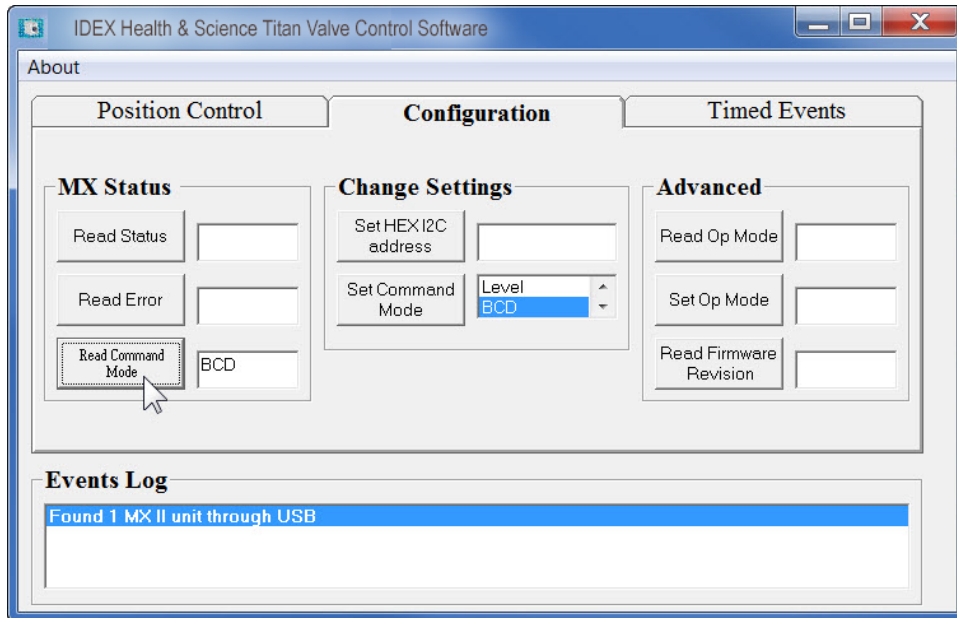 IDEX Health & Science Titan Valve Control Software
X
About
Position Control
Configuration
Timed Events
MX Status
Read Status
Read Error
Read Command
Mode
BCD
Change Settings
Set HEX I2C
address
Set Command
Mode
Level
BCD
Advanced
Read Op Mode
Set Op Mode
Read Firmware
Revision
Events Log
Found 1 MX II unit through USB